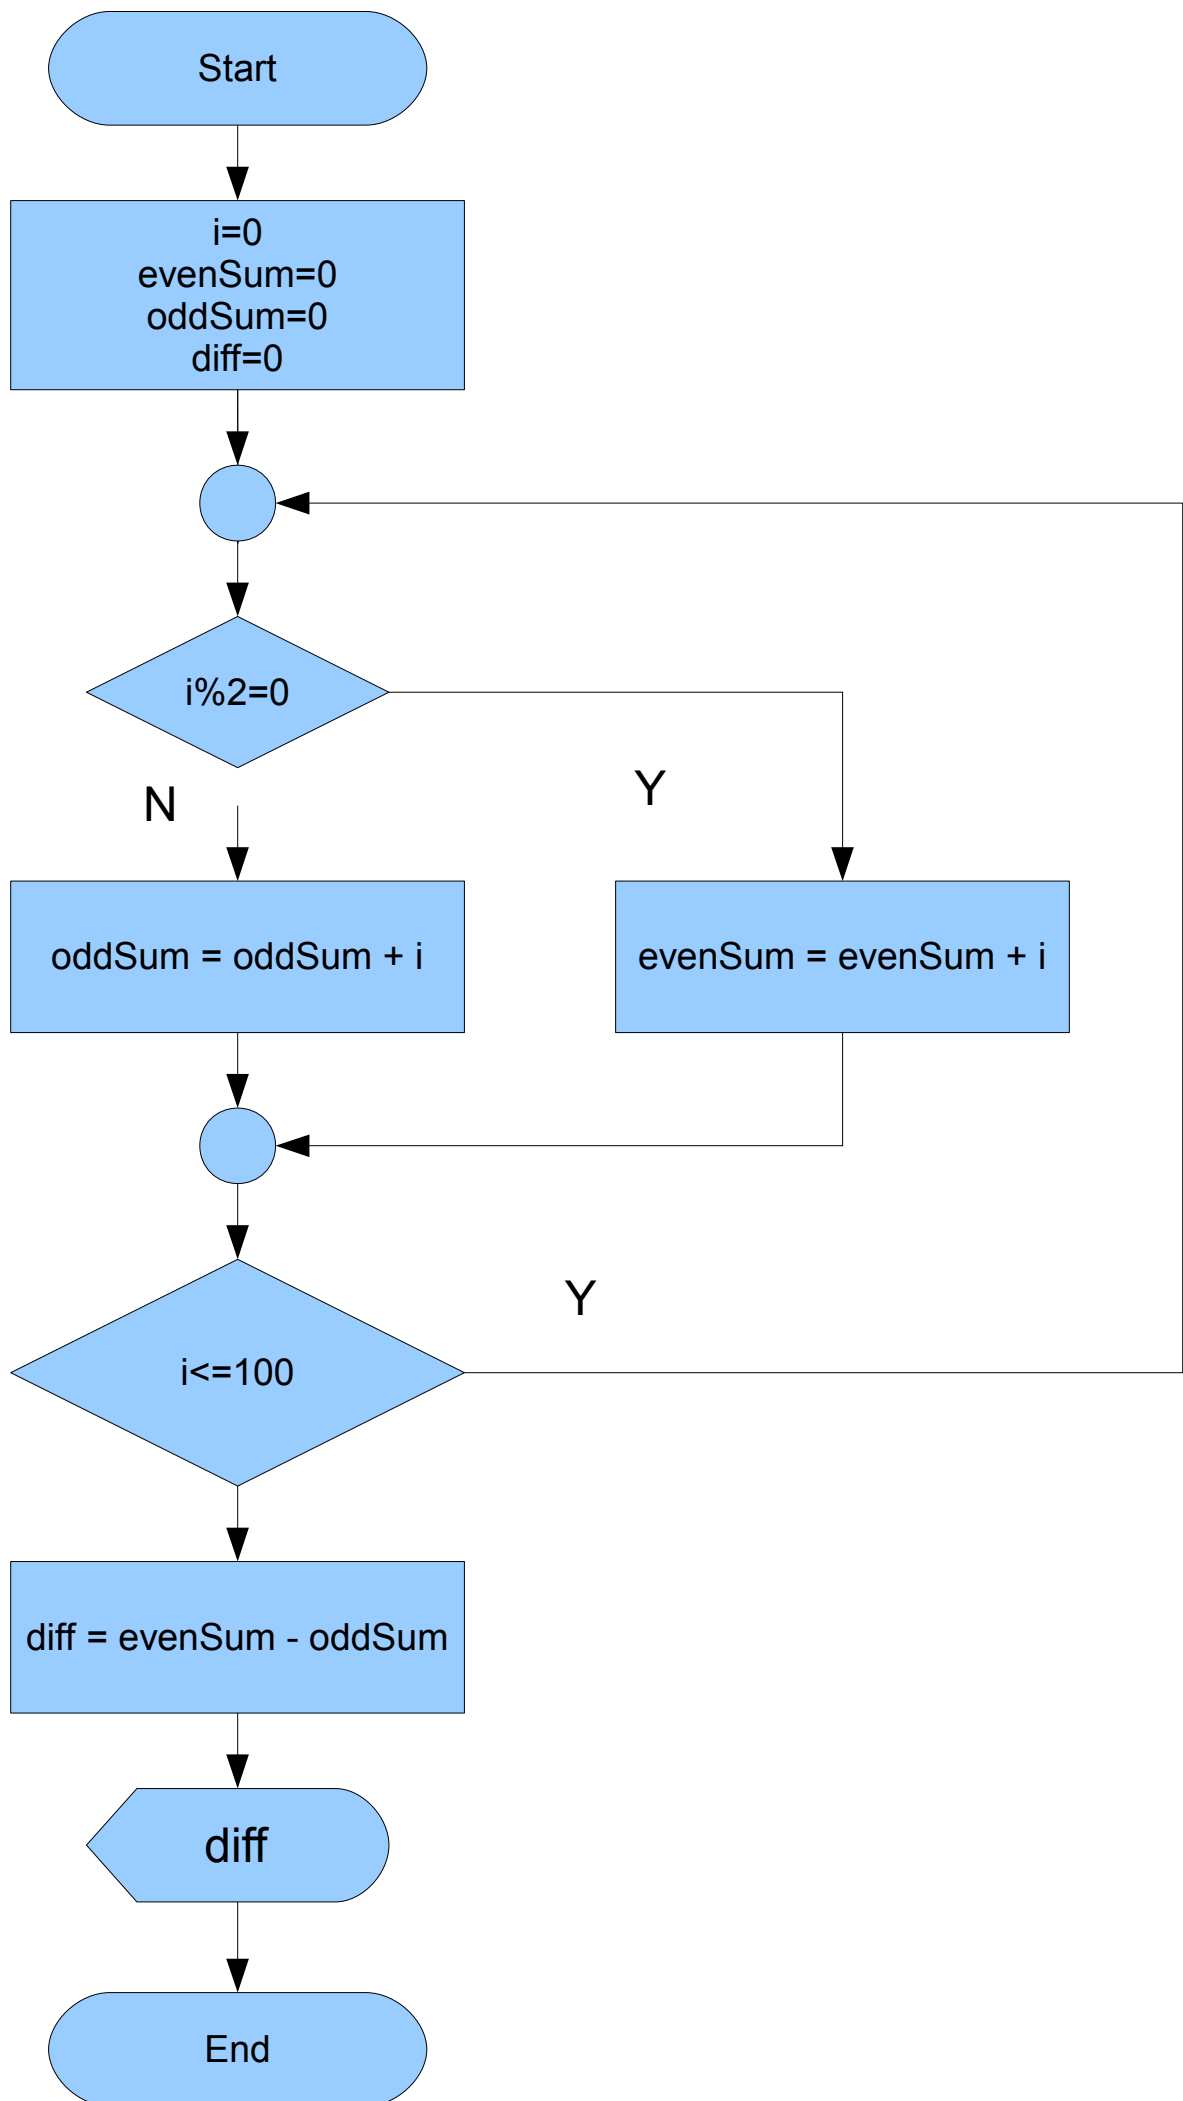 Start
i=0
evenSum=0
oddSum=0
diff=0
i%2=0
N
Y
oddSum = oddSum + i
evenSum = evenSum + i
Y
i<=100
diff = evenSum - oddSum
diff
End